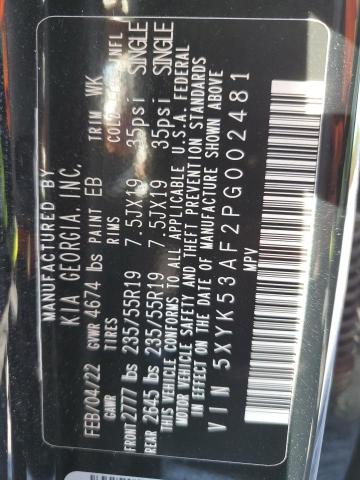 MANUFACTURED BY
KIA GEORGIA, INC.
FEB/04/22 GVWR 4674 lbs PAINT EB TRIM WK
GAWR TIRES RIMS COLD INFL
FRONT 2777 lbs 235/55R19 7.5JX19 35psi SINGLE
REAR 2645 lbs 235/55R19 7.5JX19 35psi SINGLE
THIS VEHICLE CONFORMS TO ALL APPLICABLE U.S.A. FEDERAL
MOTOR VEHICLE SAFETY AND THEFT PREVENTION STANDARDS
IN EFFECT ON THE DATE OF MANUFACTURE SHOWN ABOVE
VIN 5XYK53AF2PG002481
MPV